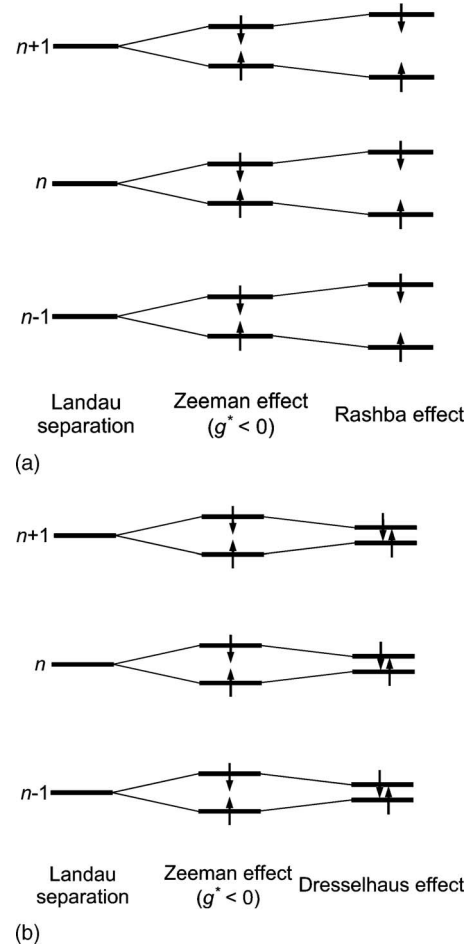 n+1
n
n-1
Landau separation
Zeeman effect (g* < 0)
Rashba effect
(a)
n+1
n
n-1
Landau separation
Zeeman effect (g* < 0)
Dresselhaus effect
(b)